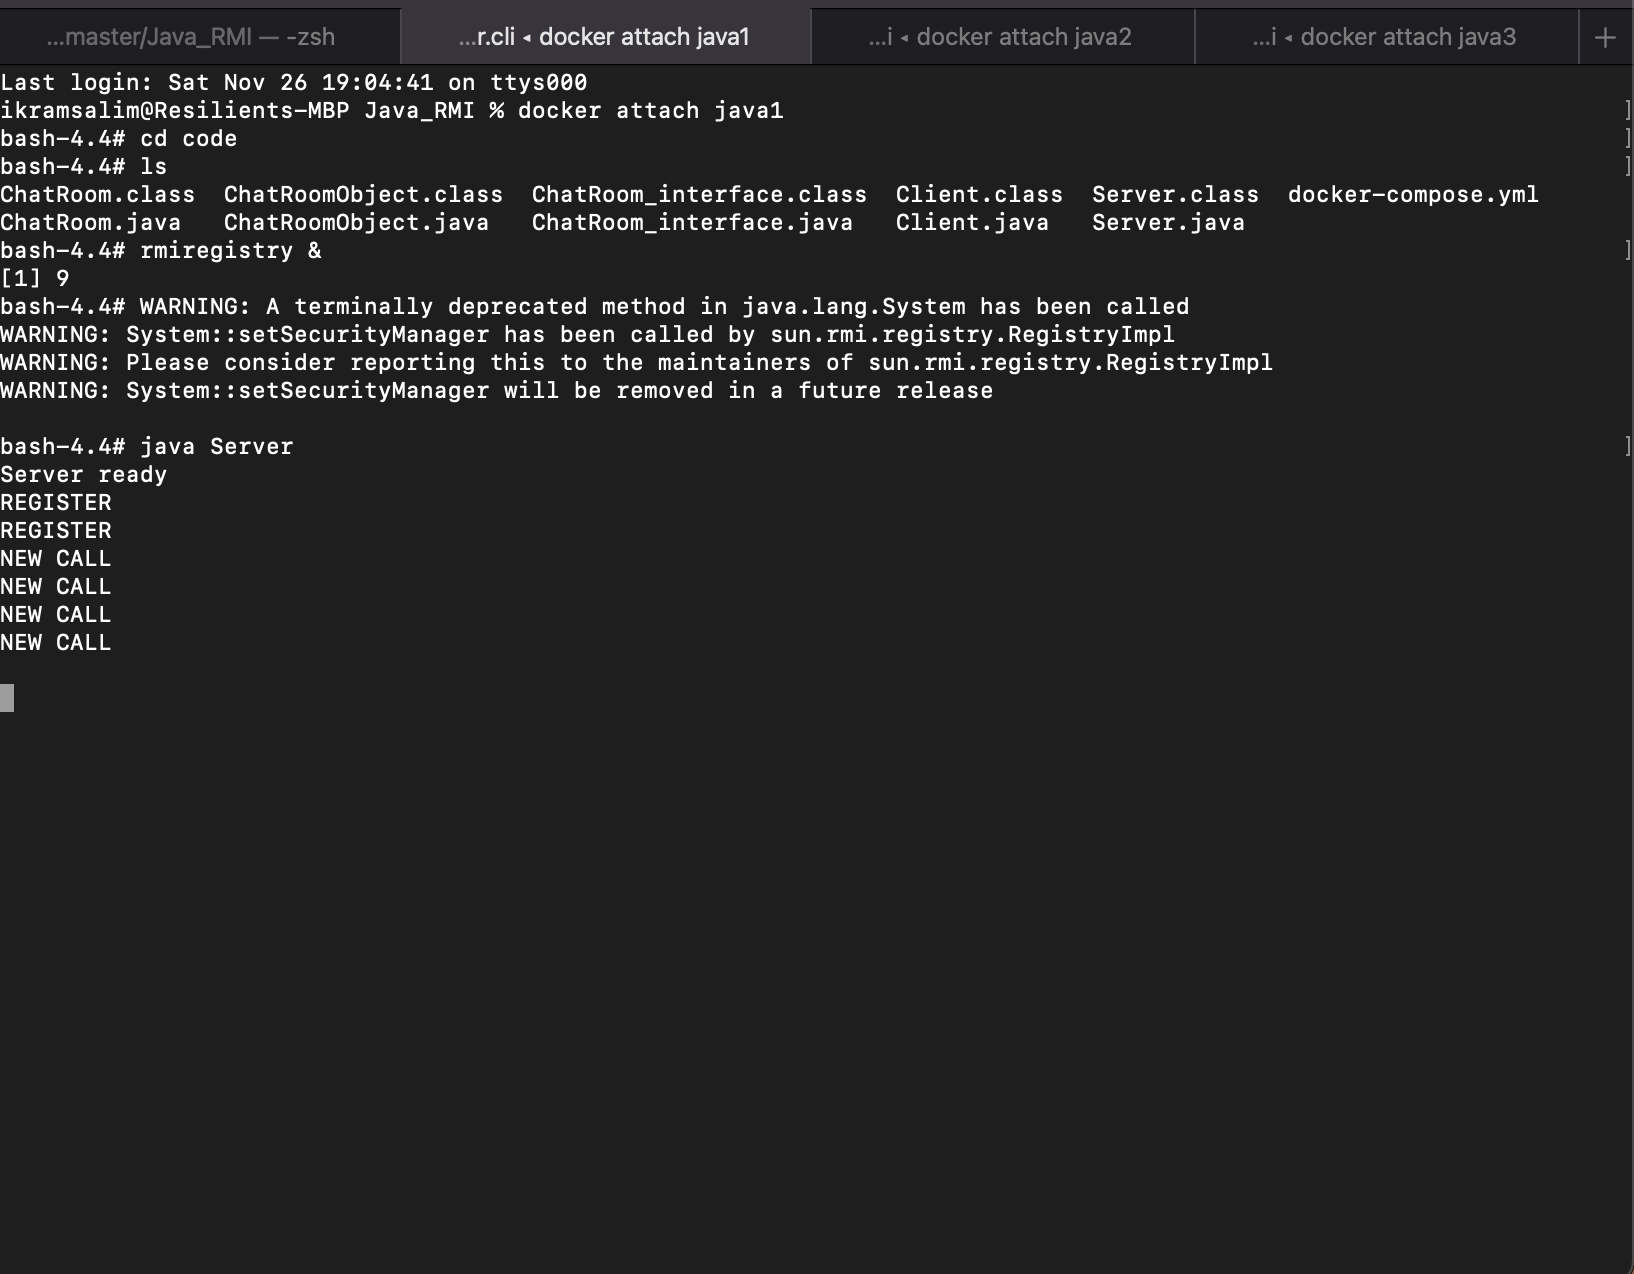 ...master/Java_RMI — -zsh
...r.cli ◂ docker attach java1
...i ◂ docker attach java2
...i ◂ docker attach java3
+
Last login: Sat Nov 26 19:04:41 on ttys000
ikramsalim@Resilients-MBP Java_RMI % docker attach java1 ]
bash-4.4# cd code ]
bash-4.4# ls ]
ChatRoom.class  ChatRoomObject.class  ChatRoom_interface.class  Client.class  Server.class  docker-compose.yml
ChatRoom.java   ChatRoomObject.java   ChatRoom_interface.java   Client.java   Server.java
bash-4.4# rmiregistry & ]
[1] 9
bash-4.4# WARNING: A terminally deprecated method in java.lang.System has been called
WARNING: System::setSecurityManager has been called by sun.rmi.registry.RegistryImpl
WARNING: Please consider reporting this to the maintainers of sun.rmi.registry.RegistryImpl
WARNING: System::setSecurityManager will be removed in a future release
bash-4.4# java Server ]
Server ready
REGISTER
REGISTER
NEW CALL
NEW CALL
NEW CALL
NEW CALL